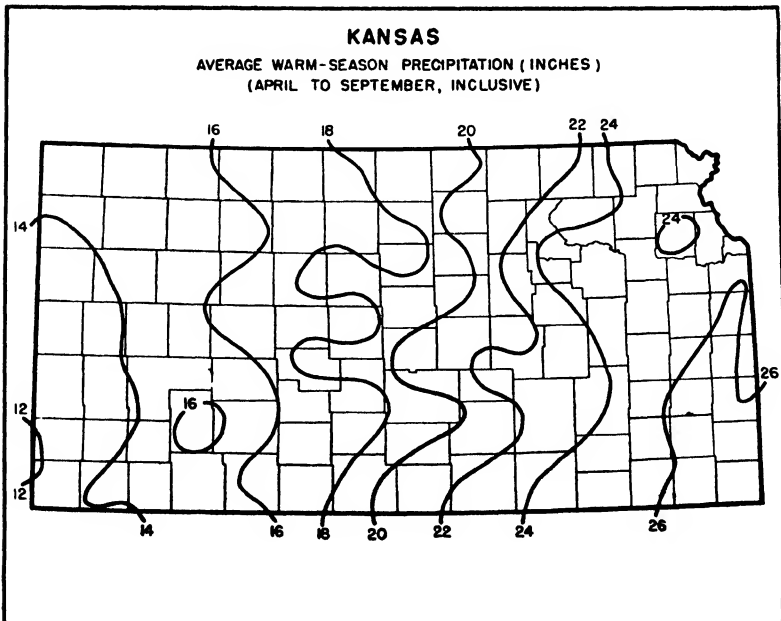 KANSAS
AVERAGE WARM-SEASON PRECIPITATION (INCHES)
(APRIL TO SEPTEMBER, INCLUSIVE)
16 18 20 22 24
14
24
26
16
12
12
14 16 18 20 22 24 26